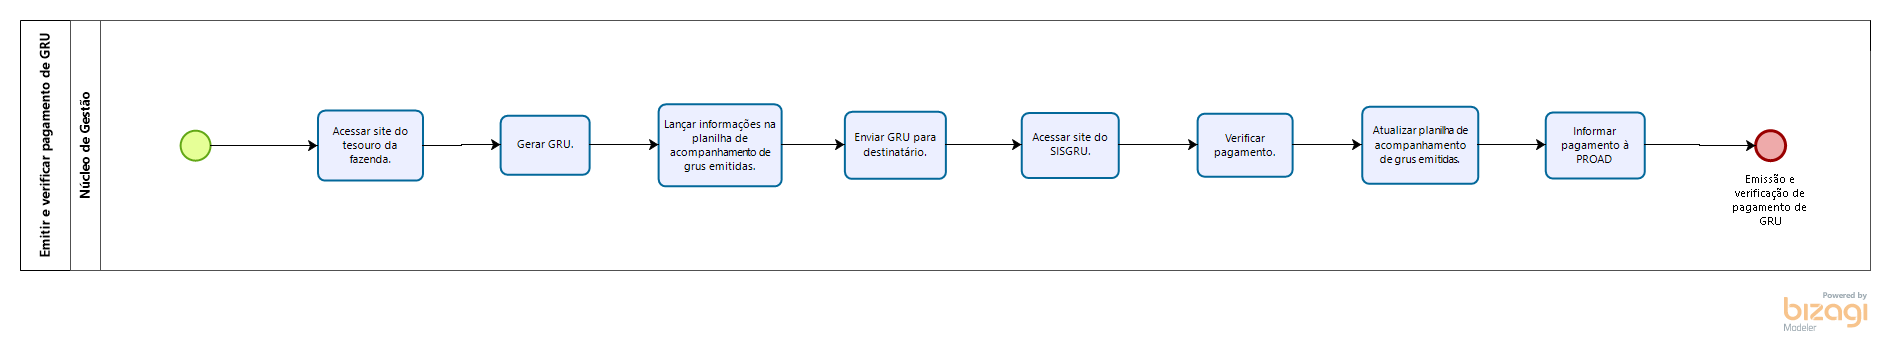 Emitir e verificar pagamento de GRU
Núcleo de Gestão
Acessar site do
tesouro da
fazenda.
Gerar GRU.
Lançar informações na
planilha de
acompanhamento de
grus emitidas.
Enviar GRU para
destinatário.
Acessar site do
SISGRU.
Verificar
pagamento.
Atualizar planilha de
acompanhamento
de grus emitidas.
Informar
pagamento à
PROAD
Emissão e
verificação de
pagamento de
GRU
Powered by
bizagi
Modeler